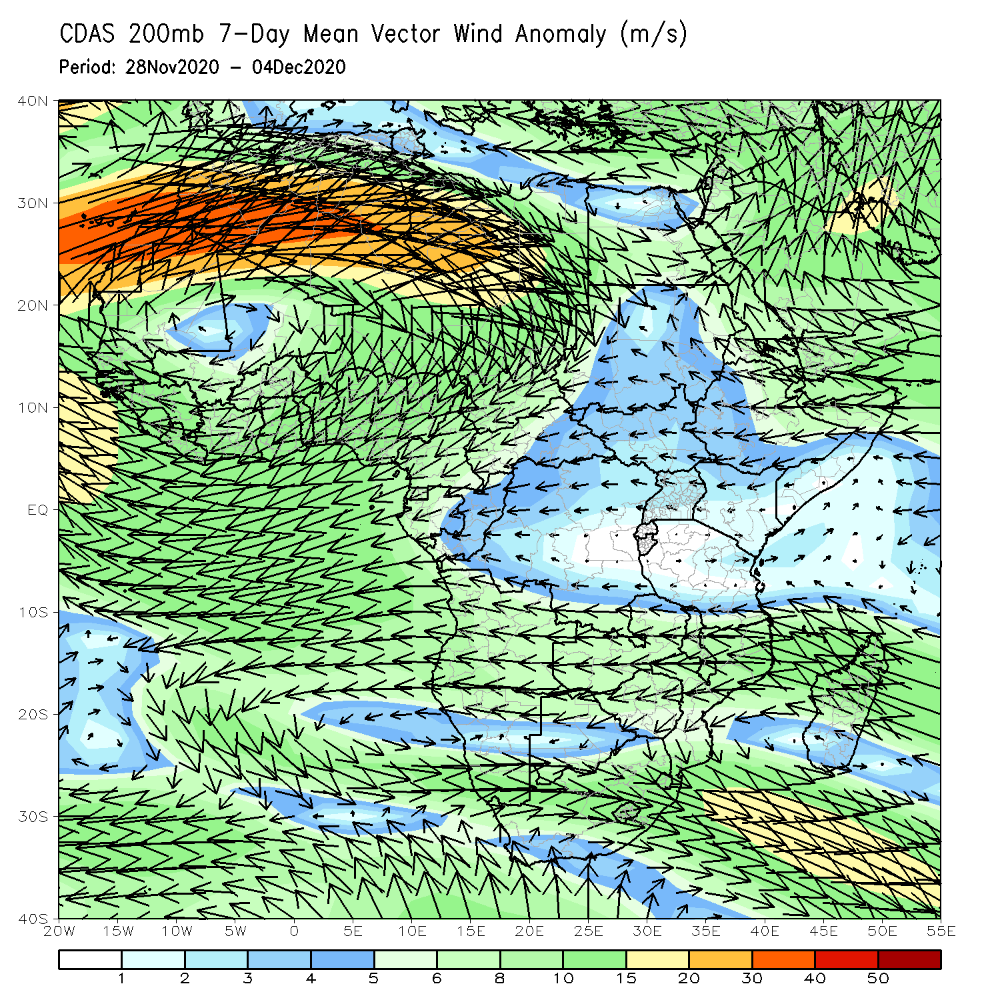 CDAS 200mb 7-Day Mean Vector Wind Anomaly (m/s)
Period: 28Nov2020 - 04Dec2020
40N
30N
20N
10N
EQ
10S
20S
30S
40S
20W 15W 10W 5W 0 5E 10E 15E 20E 25E 30E 35E 40E 45E 50E 55E
1 2 3 4 5 6 8 10 15 20 30 40 50